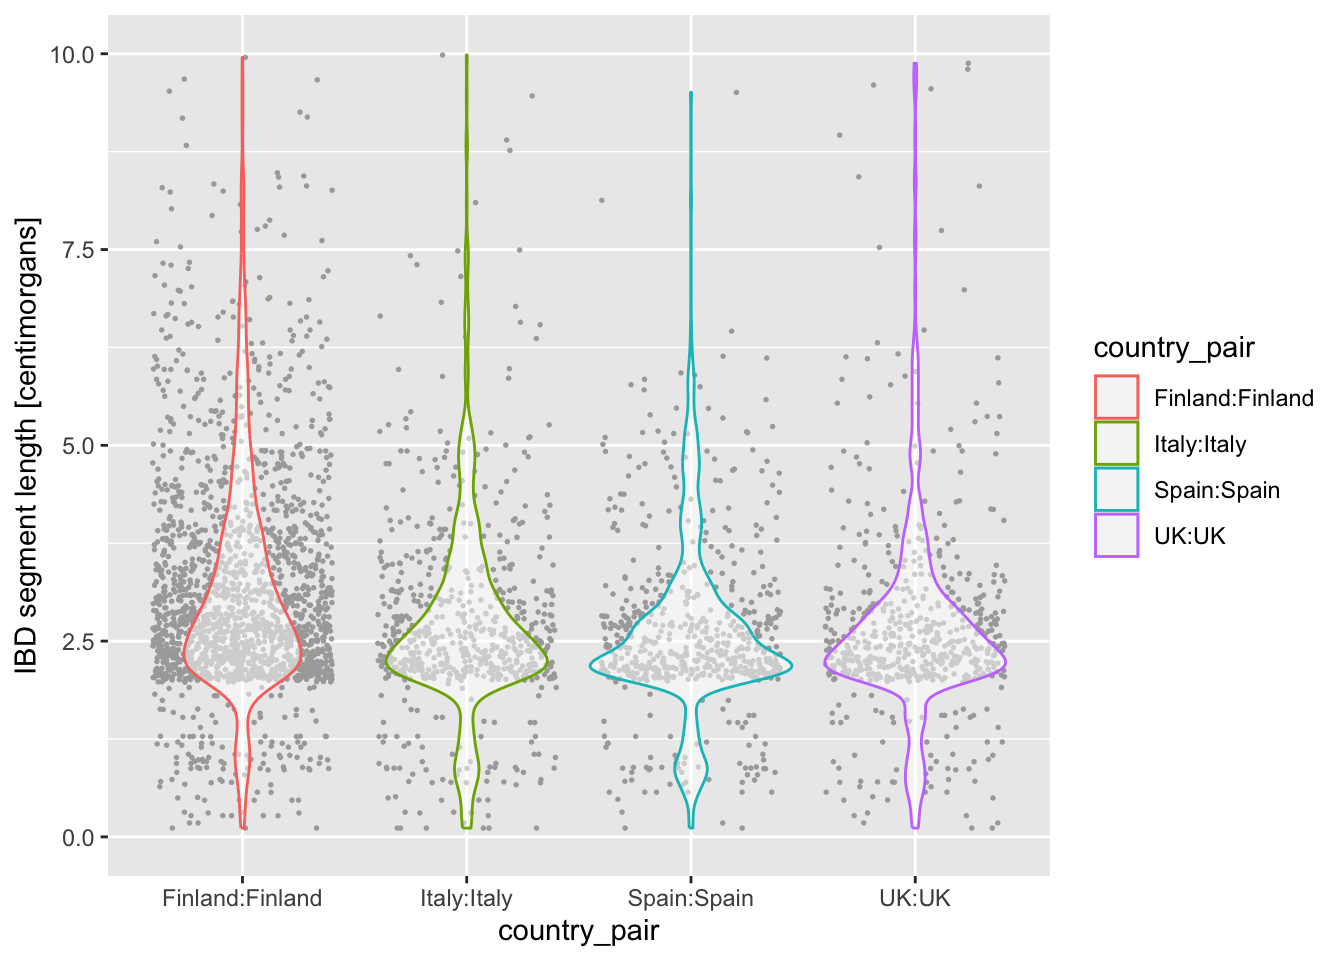 10.0
7.5
5.0
2.5
0.0
IBD segment length [centimorgans]
Finland:Finland
Italy:Italy
Spain:Spain
UK:UK
country_pair
country_pair
Finland:Finland
Italy:Italy
Spain:Spain
UK:UK